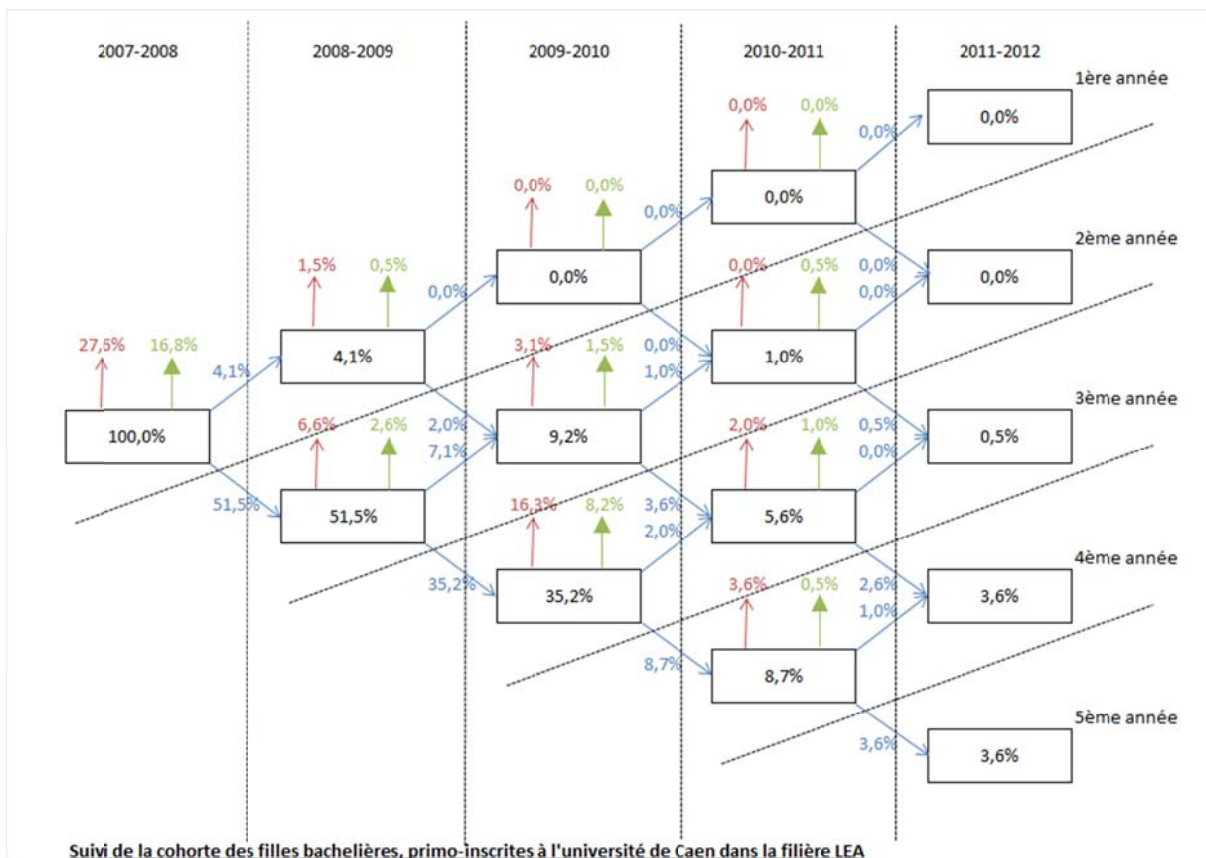 2007-2008 2008-2009 2009-2010 2010-2011 2011-2012
1ère année
0,0% 0,0% 0,0% 0,0%
0,0% 0,0% 0,0% 0,0%
2ème année
1,5% 0,5% 0,0% 0,0% 0,0% 0,5% 0,0% 0,0% 0,0%
27,6% 16,8% 4,1% 4,1% 3,1% 1,5% 0,0% 1,0% 1,0%
3ème année
100,0% 6,6% 2,6% 2,0% 7,1% 9,2% 2,0% 1,0% 0,5% 0,0% 0,5%
51,5% 51,5% 16,3% 8,2% 3,6% 2,0% 5,6%
4ème année
35,2% 35,2% 3,6% 0,5% 2,6% 1,0% 3,6%
8,7% 8,7%
5ème année
3,6% 3,6%
Suivi de la cohorte des filles bachelières, primo-inscrites à l'université de Caen dans la filière LEA